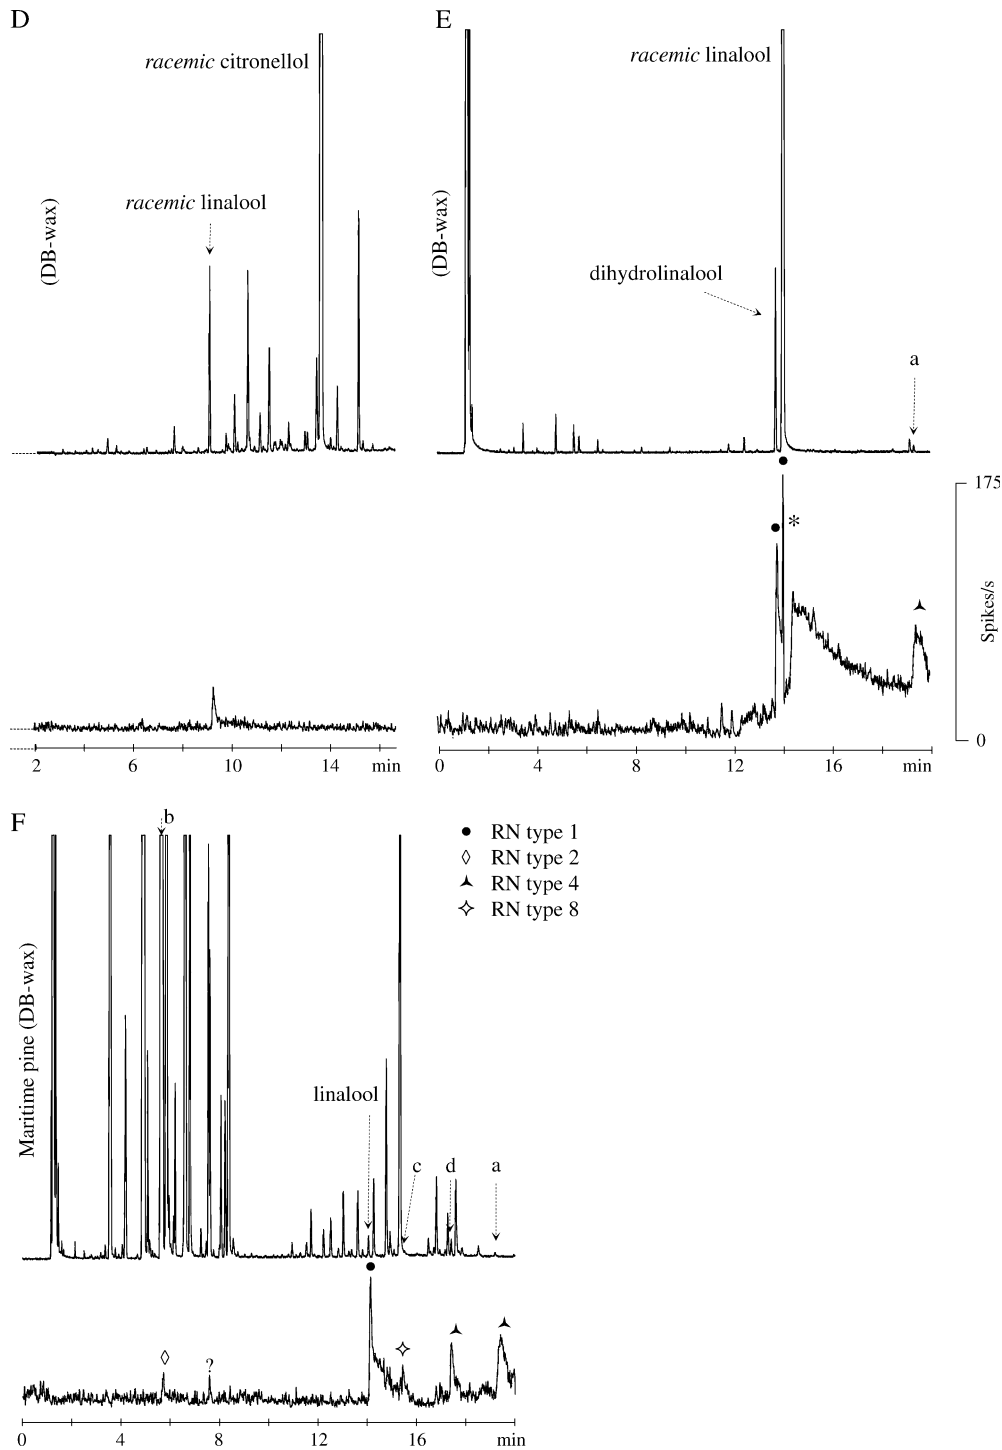 D
racemic citronellol
racemic linalool
(DB-wax)
2
6
10
14
min
E
racemic linalool
(DB-wax)
dihydrolinalool
a
*
175
Spikes/s
0
0
4
8
12
16
min
F
b
Maritime pine (DB-wax)
linalool
c
d
a
?
0
4
8
12
16
min
RN type 1
RN type 2
RN type 4
RN type 8